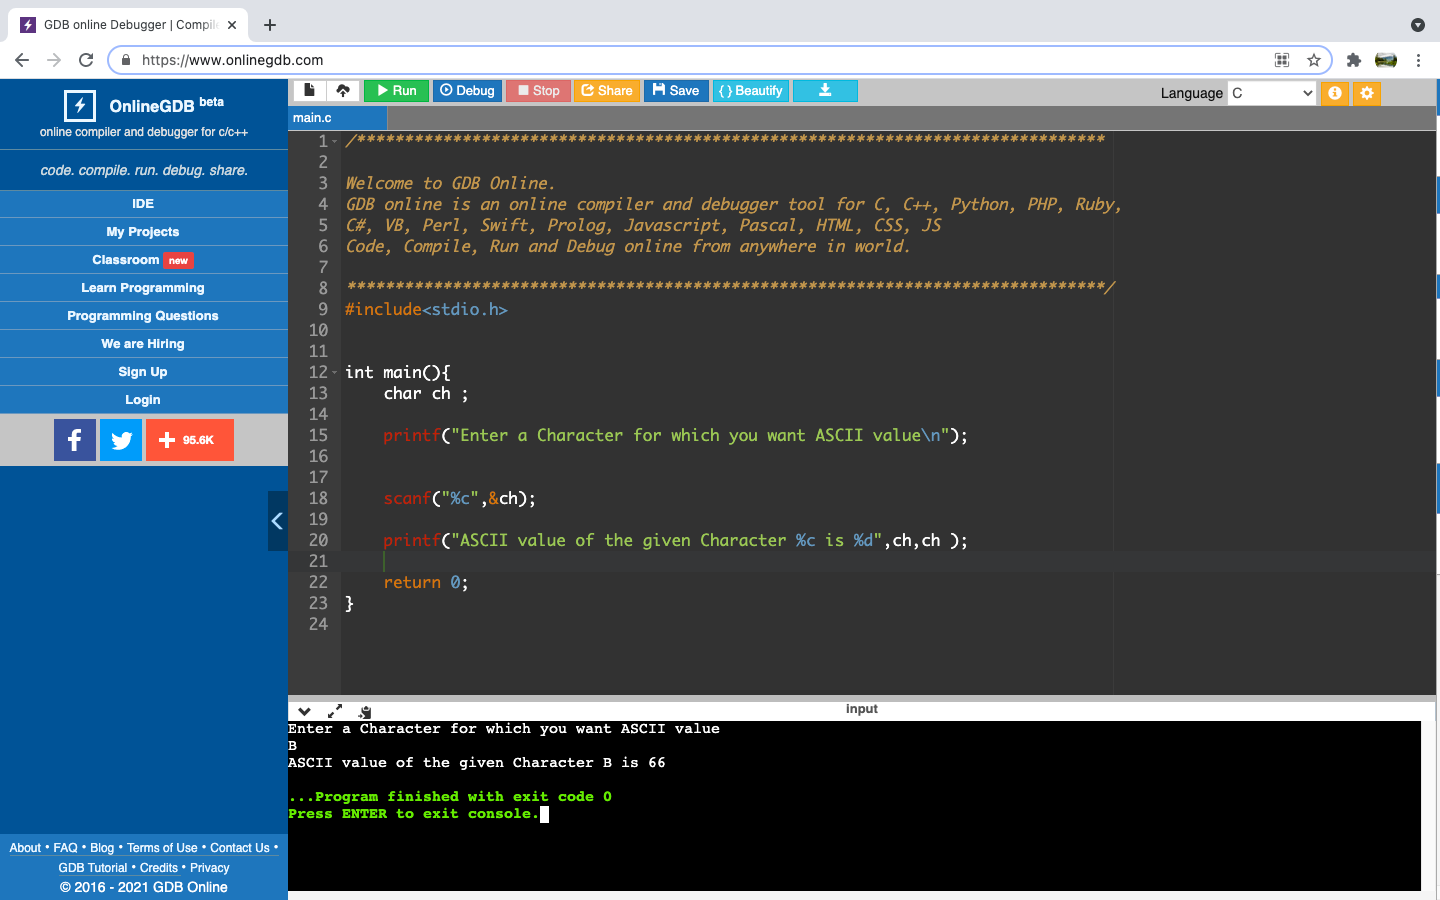 GDB online Debugger | Compil
https://www.onlinegdb.com
OnlineGDB beta
online compiler and debugger for c/c++
code. compile. run. debug. share.
IDE
My Projects
Classroom new
Learn Programming
Programming Questions
We are Hiring
Sign Up
Login
f
+ 95.6K
About • FAQ • Blog • Terms of Use • Contact Us •
GDB Tutorial • Credits • Privacy
© 2016 - 2021 GDB Online
Run Debug Stop Share Save { } Beautify
Language C
main.c
1 /******************************************************************************
2
3 Welcome to GDB Online.
4 GDB online is an online compiler and debugger tool for C, C++, Python, PHP, Ruby,
5 C#, VB, Perl, Swift, Prolog, Javascript, Pascal, HTML, CSS, JS
6 Code, Compile, Run and Debug online from anywhere in world.
7
8 *******************************************************************************/
9 #include<stdio.h>
10
11
12 int main(){
13 char ch ;
14
15 printf("Enter a Character for which you want ASCII value\n");
16
17
18 scanf("%c",&ch);
19
20 printf("ASCII value of the given Character %c is %d",ch,ch );
21
22 return 0;
23 }
24
input
Enter a Character for which you want ASCII value
B
ASCII value of the given Character B is 66
...Program finished with exit code 0
Press ENTER to exit console.